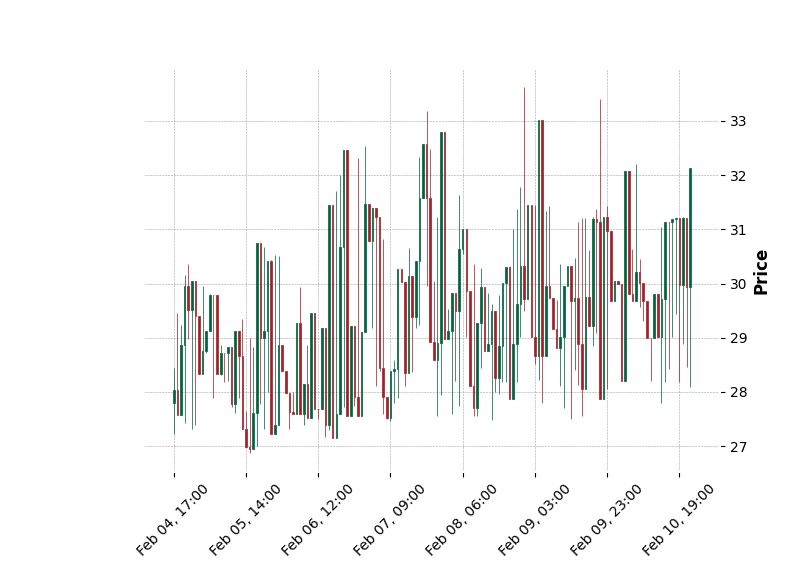 33
32
31
30
29
28
27
Price
Feb 04, 17:00
Feb 05, 14:00
Feb 06, 12:00
Feb 07, 09:00
Feb 08, 06:00
Feb 09, 03:00
Feb 09, 23:00
Feb 10, 19:00